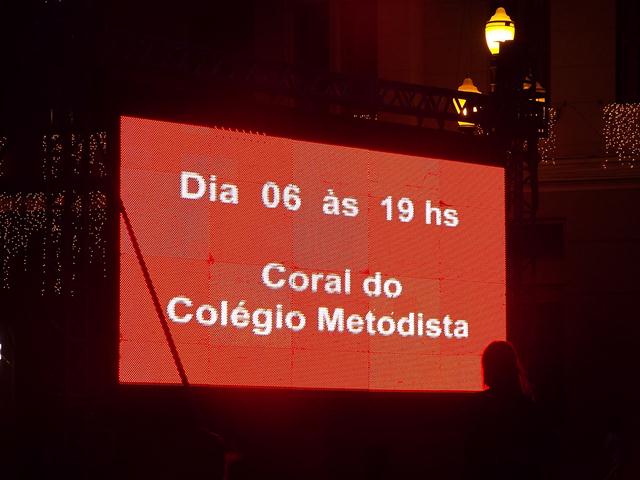 Dia 06 às 19 hs
Coral do
Colégio Metodista